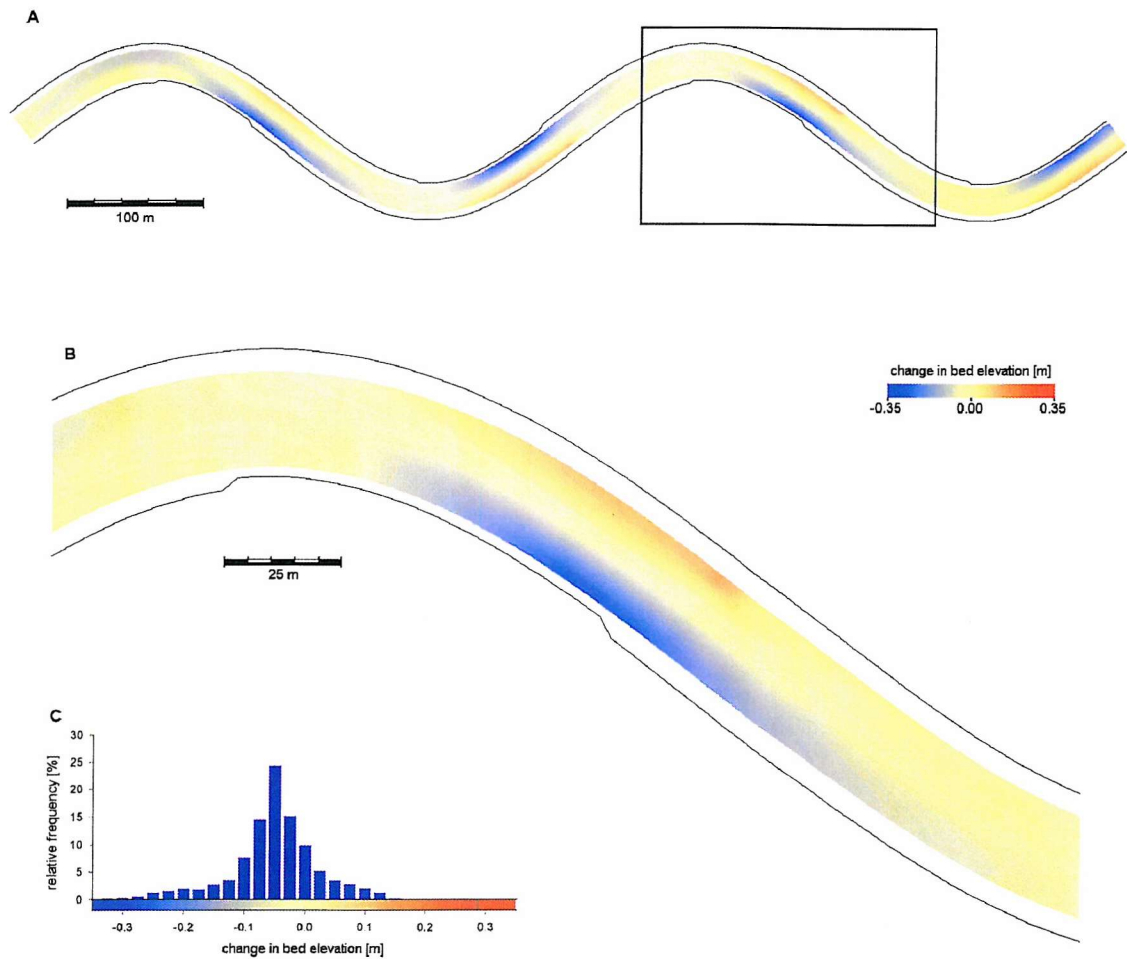 A
100 m
B
change in bed elevation [m]
-0.35 0.00 0.35
25 m
C
relative frequency [%]
30
25
20
15
10
5
0
-0.3 -0.2 -0.1 0.0 0.1 0.2 0.3
change in bed elevation [m]